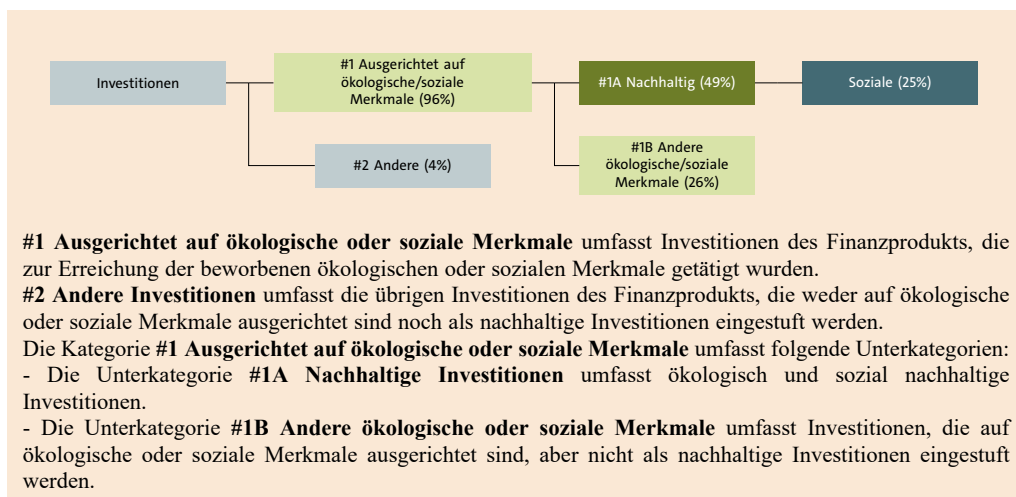 Investitionen
#1 Ausgerichtet auf
ökologische/soziale
Merkmale (96%)
#1A Nachhaltig (49%)
Soziale (25%)
#2 Andere (4%)
#1B Andere
ökologische/soziale
Merkmale (26%)
#1 Ausgerichtet auf ökologische oder soziale Merkmale umfasst Investitionen des Finanzprodukts, die
zur Erreichung der beworbenen ökologischen oder sozialen Merkmale getätigt wurden.
#2 Andere Investitionen umfasst die übrigen Investitionen des Finanzprodukts, die weder auf ökologische
oder soziale Merkmale ausgerichtet sind noch als nachhaltige Investitionen eingestuft werden.
Die Kategorie #1 Ausgerichtet auf ökologische oder soziale Merkmale umfasst folgende Unterkategorien:
- Die Unterkategorie #1A Nachhaltige Investitionen umfasst ökologisch und sozial nachhaltige
Investitionen.
- Die Unterkategorie #1B Andere ökologische oder soziale Merkmale umfasst Investitionen, die auf
ökologische oder soziale Merkmale ausgerichtet sind, aber nicht als nachhaltige Investitionen eingestuft
werden.